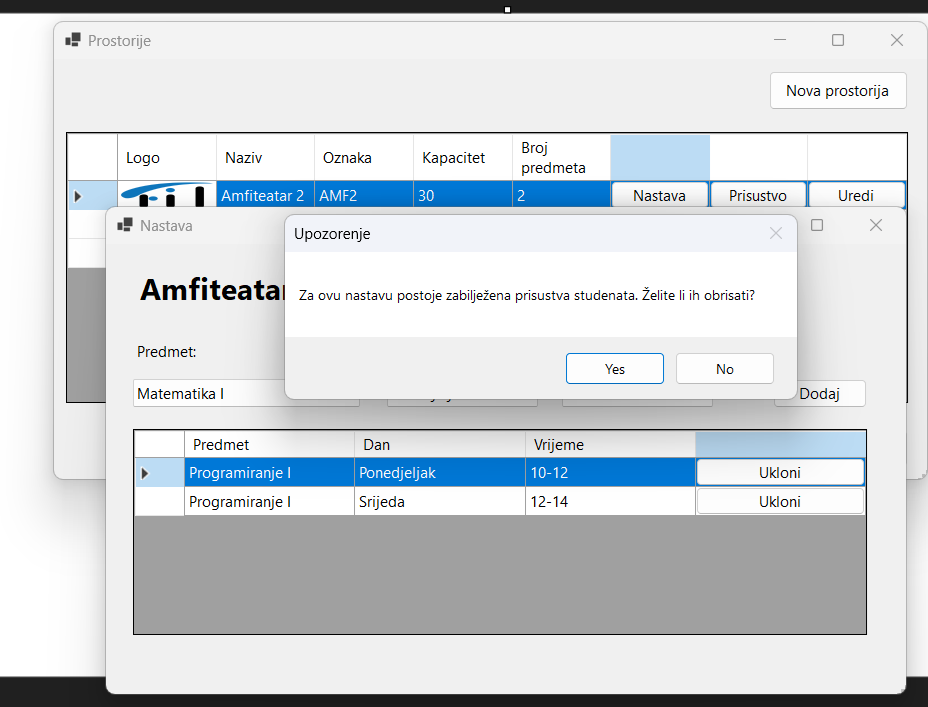 Prostorije
Nova prostorija
Logo Naziv Oznaka Kapacitet Broj predmeta
Amfiteatar 2 AMF2 30 2 Nastava Prisustvo Uredi
Nastava
Upozorenje
Amfiteatar
Za ovu nastavu postoje zabilježena prisustva studenata. Želite li ih obrisati?
Predmet:
Yes No
Matematika I Dodaj
Predmet Dan Vrijeme
Programiranje I Ponedjeljak 10-12 Ukloni
Programiranje I Srijeda 12-14 Ukloni